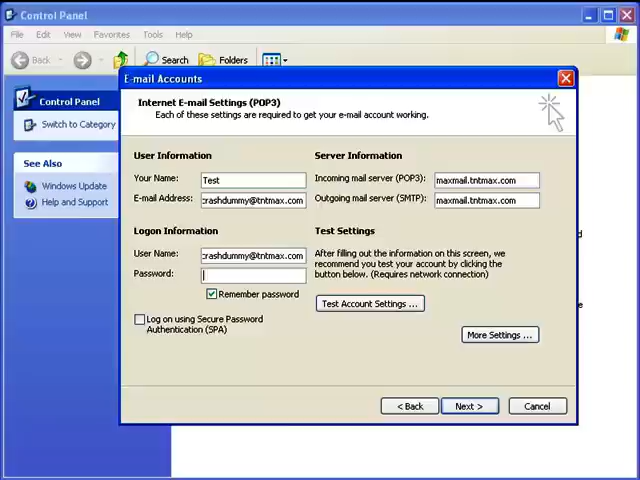 Control Panel
File Edit View Favorites Tools Help
Back Search Folders
E-mail Accounts
Control Panel
Switch to Category
See Also
Windows Update
Help and Support
Internet E-mail Settings (POP3)
Each of these settings are required to get your e-mail account working.
User Information
Your Name: Test
E-mail Address: crashdummy@tntmax.com
Logon Information
User Name: crashdummy@tntmax.com
Password:
Remember password
Log on using Secure Password
Authentication (SPA)
Server Information
Incoming mail server (POP3): maxmail.tntmax.com
Outgoing mail server (SMTP): maxmail.tntmax.com
Test Settings
After filling out the information on this screen, we
recommend you test your account by clicking the
button below. (Requires network connection)
Test Account Settings ...
More Settings ...
< Back Next > Cancel